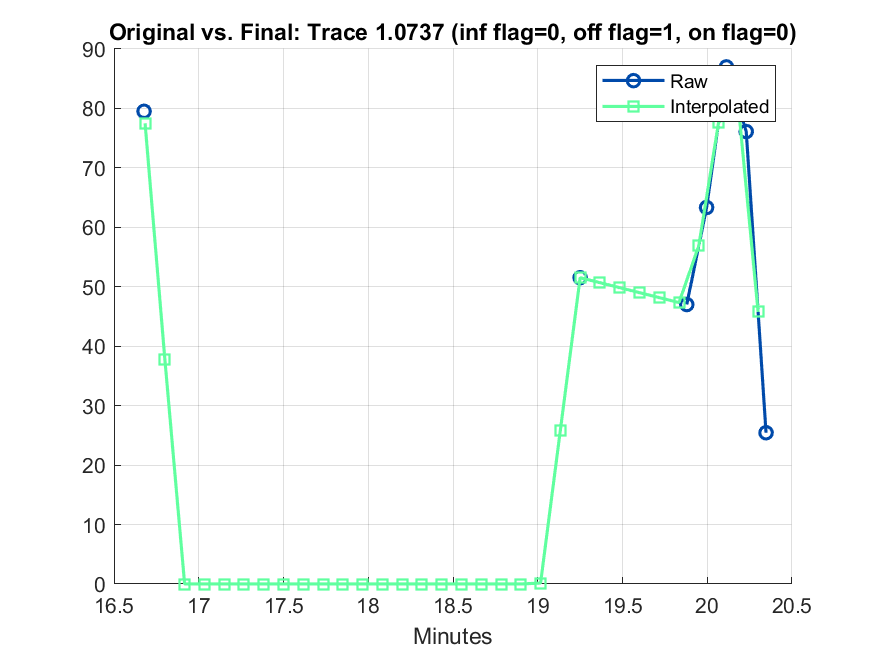 Original vs. Final: Trace 1.0737 (inf flag=0, off flag=1, on flag=0)
90
80
70
60
50
40
30
20
10
0
Raw
Interpolated
16.5 17 17.5 18 18.5 19 19.5 20 20.5
Minutes